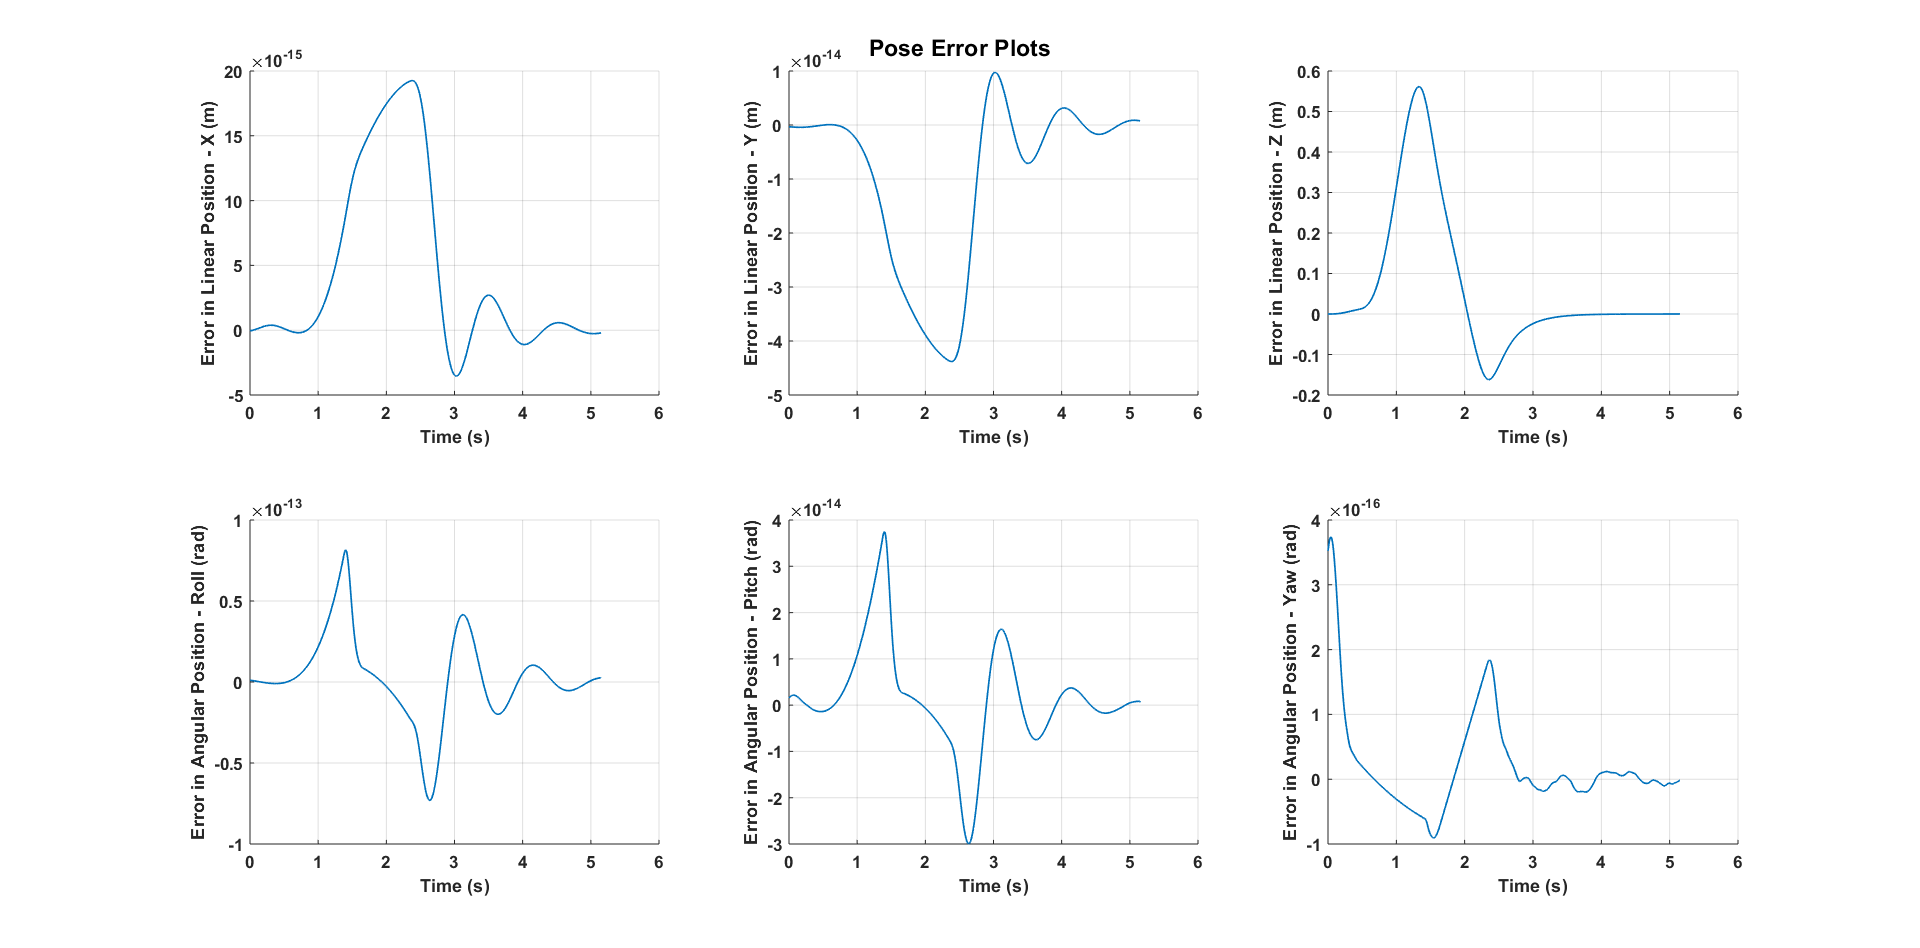 Pose Error Plots
×10-15
20
15
10
5
0
-5
0 1 2 3 4 5 6
Time (s)
Error in Linear Position - X (m)
×10-14
1
0
-1
-2
-3
-4
-5
0 1 2 3 4 5 6
Time (s)
Error in Linear Position - Y (m)
0.6
0.5
0.4
0.3
0.2
0.1
0
-0.1
-0.2
0 1 2 3 4 5 6
Time (s)
Error in Linear Position - Z (m)
×10-13
1
0.5
0
-0.5
-1
0 1 2 3 4 5 6
Time (s)
Error in Angular Position - Roll (rad)
×10-14
4
3
2
1
0
-1
-2
-3
0 1 2 3 4 5 6
Time (s)
Error in Angular Position - Pitch (rad)
×10-16
4
3
2
1
0
-1
0 1 2 3 4 5 6
Time (s)
Error in Angular Position - Yaw (rad)